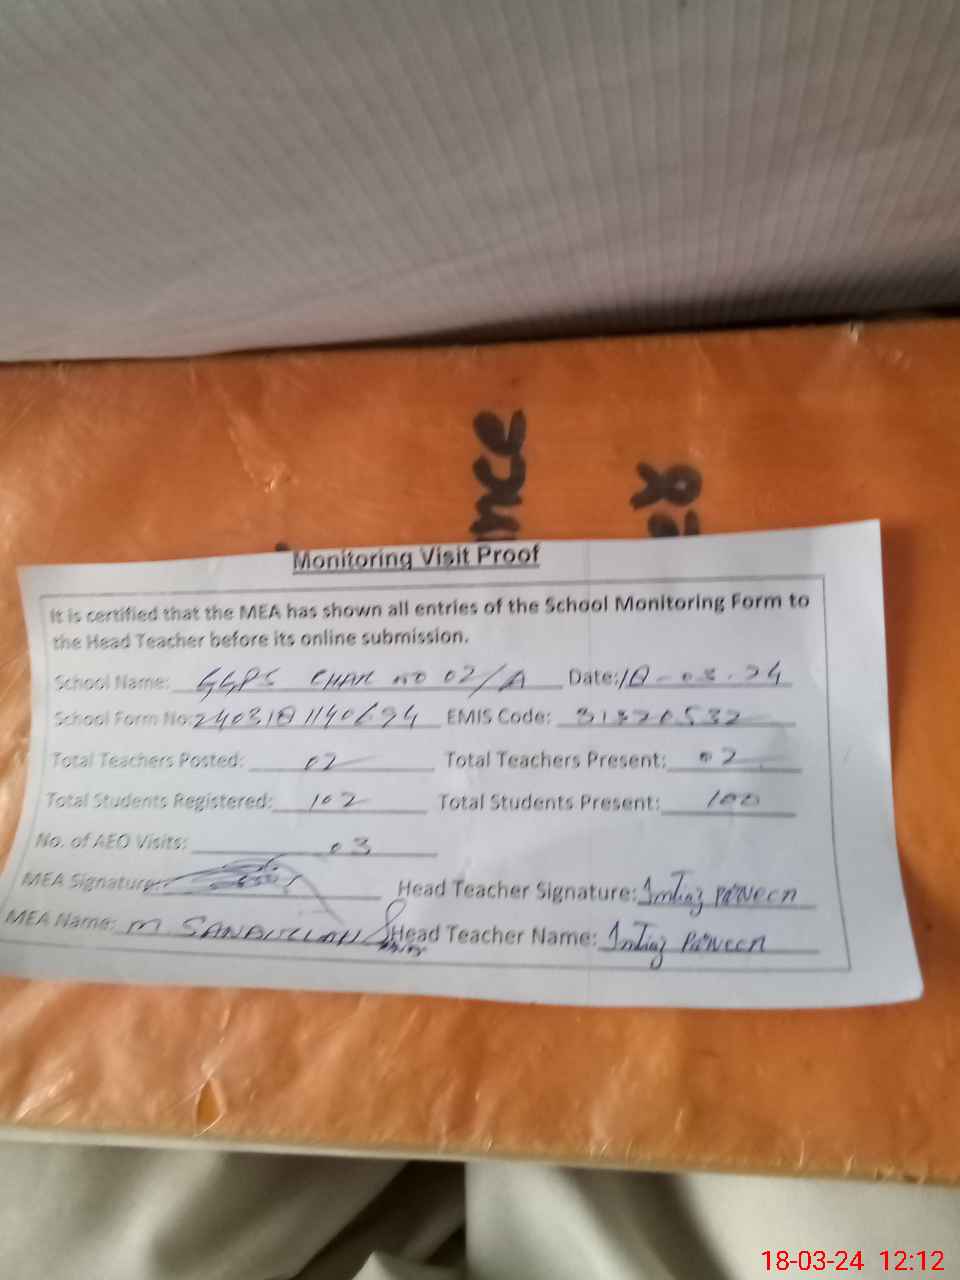 Monitoring Visit Proof
It is certified that the MEA has shown all entries of the School Monitoring Form to
the Head Teacher before its online submission.
School Name: GGPS CHAK NO 02/A Date: 18-03-24
School Form No: 240318 1140694 EMIS Code: 31320532
Total Teachers Posted: 02 Total Teachers Present: 02
Total Students Registered: 102 Total Students Present: 100
No. of AEO Visits: 03
MEA Signature: Head Teacher Signature: Imtiaz Parveen
MEA Name: M SANAULLAH Head Teacher Name: Imtiaz Parveen
18-03-24 12:12